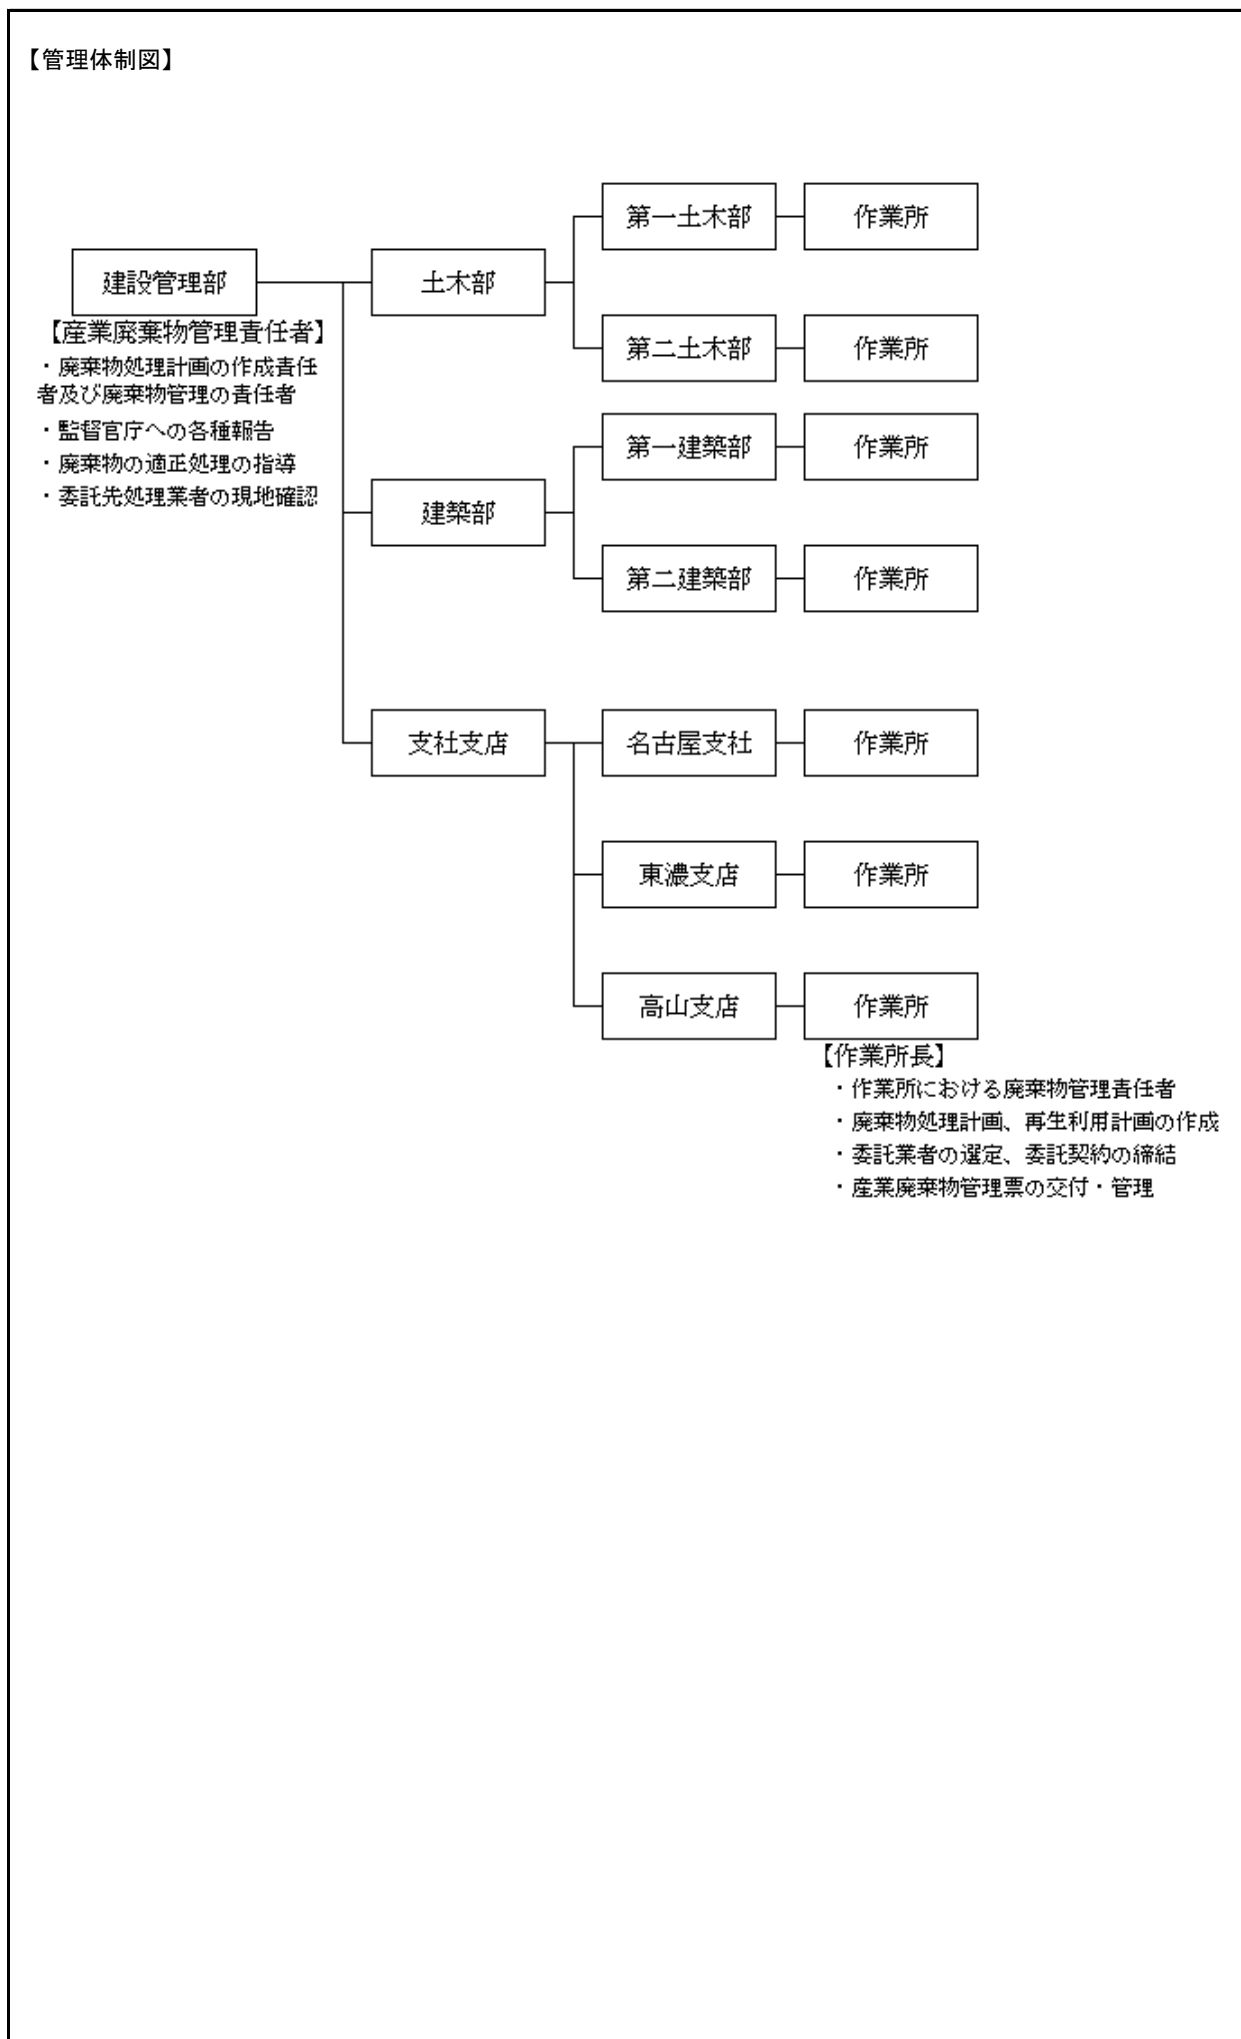 【管理体制図】
第一土木部
作業所
建設管理部
土木部
【産業廃棄物管理責任者】
・廃棄物処理計画の作成責任
者及び廃棄物管理の責任者
・監督官庁への各種報告
・廃棄物の適正処理の指導
・委託先処理業者の現地確認
第二土木部
作業所
第一建築部
作業所
建築部
第二建築部
作業所
支社支店
名古屋支社
作業所
東濃支店
作業所
高山支店
作業所
【作業所長】
・作業所における廃棄物管理責任者
・廃棄物処理計画、再生利用計画の作成
・委託業者の選定、委託契約の締結
・産業廃棄物管理票の交付・管理